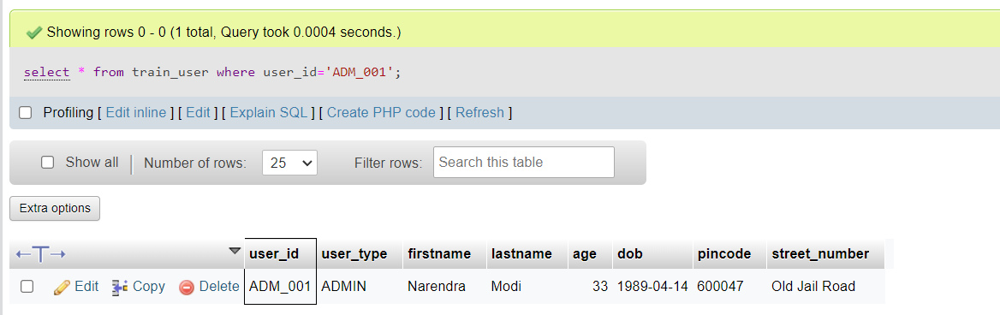 Showing rows 0 - 0 (1 total, Query took 0.0004 seconds.)
select * from train_user where user_id='ADM_001';
Profiling [ Edit inline ] [ Edit ] [ Explain SQL ] [ Create PHP code ] [ Refresh ]
Show all Number of rows: 25 Filter rows: Search this table
Extra options
←T→ user_id user_type firstname lastname age dob pincode street_number
Edit Copy Delete ADM_001 ADMIN Narendra Modi 33 1989-04-14 600047 Old Jail Road